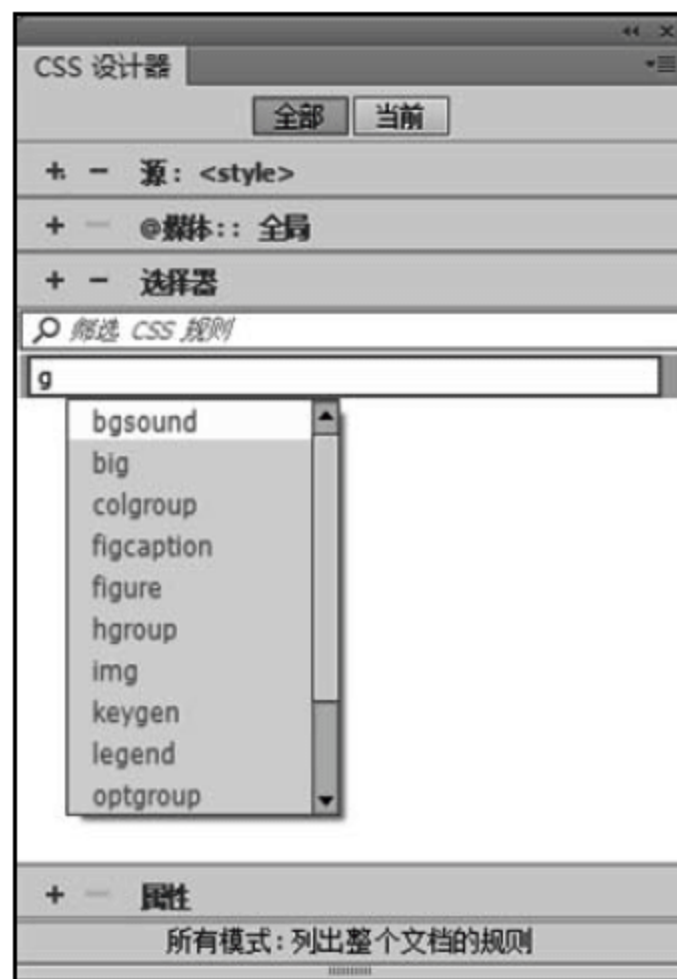 CSS 设计器
全部 当前
+ - 源: <style>
+ - @媒体:: 全局
+ - 选择器
筛选 CSS 规则
g
bgsound
big
colgroup
figcaption
figure
hgroup
img
keygen
legend
optgroup
+ - 属性
所有模式:列出整个文档的规则